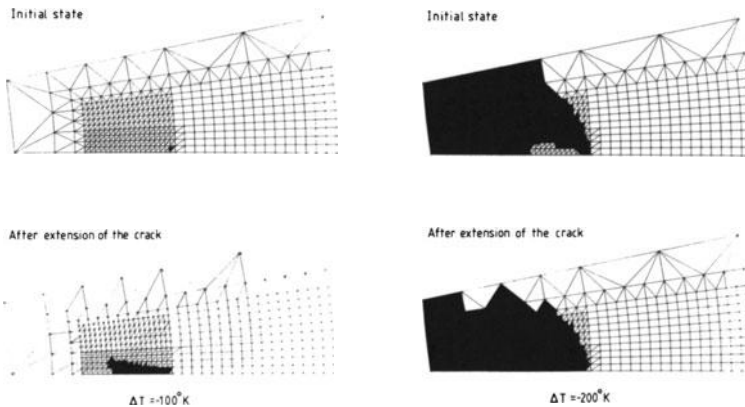 Initial state
Initial state
After extension of the crack
After extension of the crack
ΔT =-100°K
ΔT =-200°K